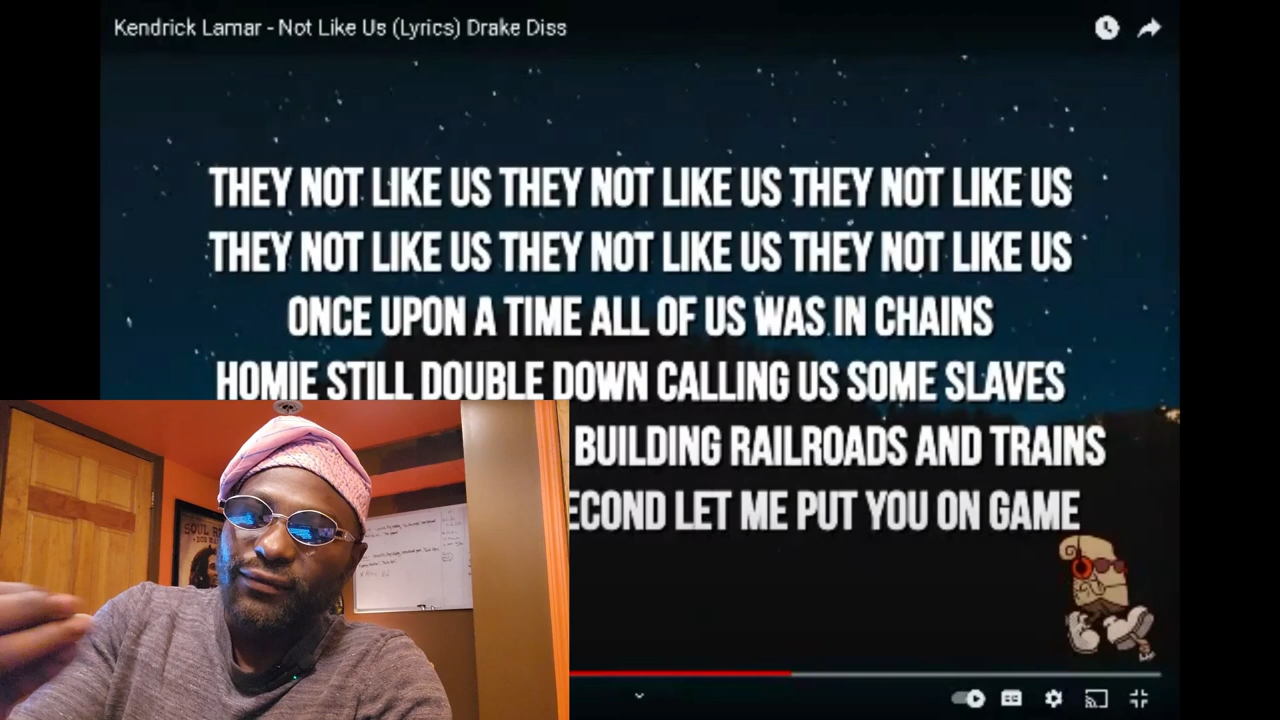 Kendrick Lamar - Not Like Us (Lyrics) Drake Diss
THEY NOT LIKE US THEY NOT LIKE US THEY NOT LIKE US
THEY NOT LIKE US THEY NOT LIKE US THEY NOT LIKE US
ONCE UPON A TIME ALL OF US WAS IN CHAINS
HOMIE STILL DOUBLE DOWN CALLING US SOME SLAVES
BUILDING RAILROADS AND TRAINS
ECOND LET ME PUT YOU ON GAME
SOUL
CC